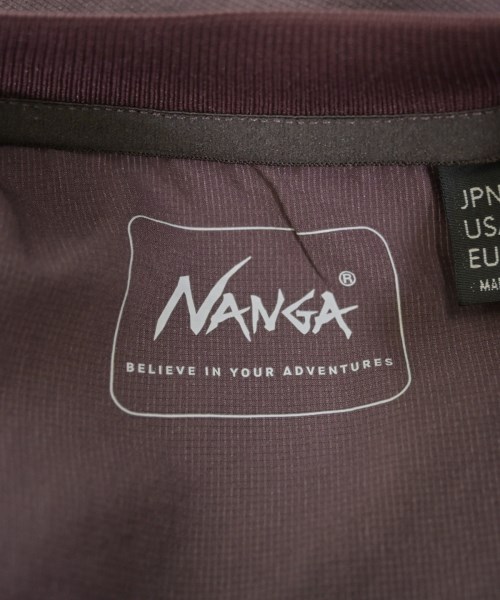 NANGA®
BELIEVE IN YOUR ADVENTURES
JPN
USA
EU